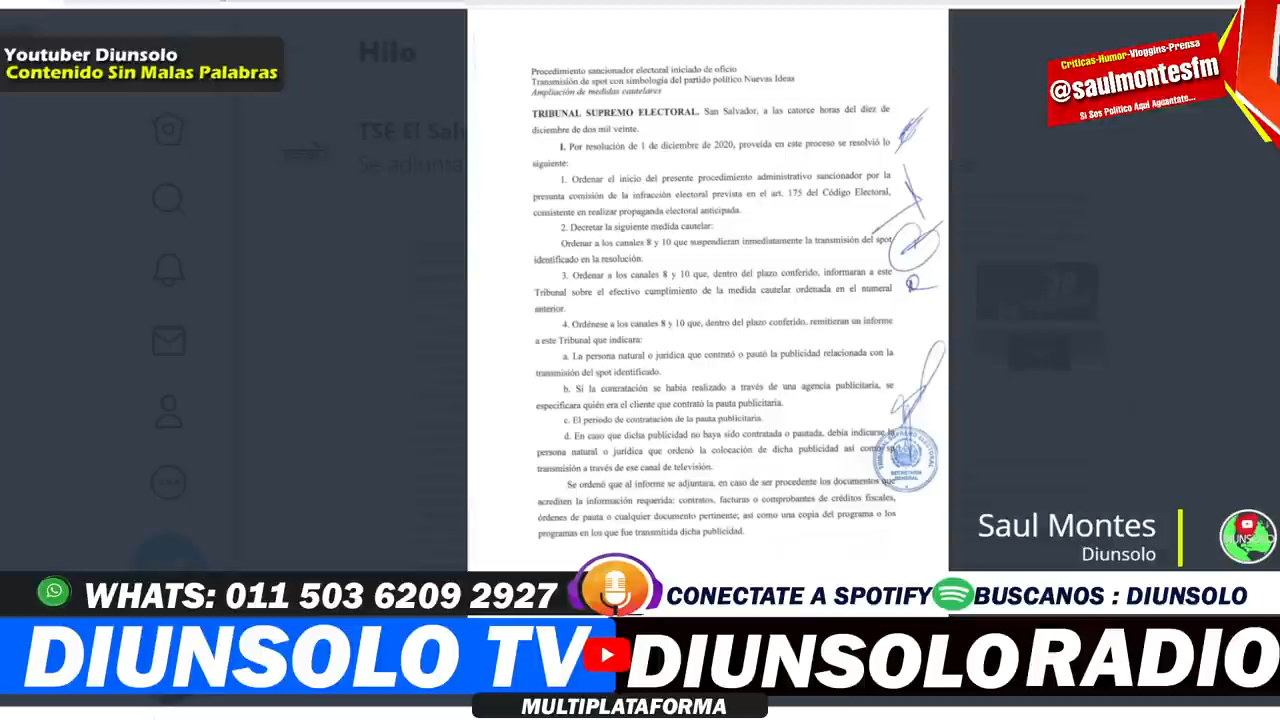 Youtuber Diunsolo
Contenido Sin Malas Palabras
Hilo
TSE El Sal
Se adjunta
Críticas-Humor-Vloggins-Prensa
@saulmontesfm
Si Sos Político Aquí Aguantate...
Procedimiento sancionador electoral iniciado de oficio
Transmisión de spot con simbología del partido político Nuevas Ideas
Ampliación de medidas cautelares
TRIBUNAL SUPREMO ELECTORAL. San Salvador, a las catorce horas del diez de
diciembre de dos mil veinte.
I. Por resolución de 1 de diciembre de 2020, proveída en este proceso se resolvió lo
siguiente:
1. Ordenar el inicio del presente procedimiento administrativo sancionador por la
presunta comisión de la infracción electoral prevista en el art. 175 del Código Electoral,
consistente en realizar propaganda electoral anticipada.
2. Decretar la siguiente medida cautelar:
Ordenar a los canales 8 y 10 que suspendieran inmediatamente la transmisión del spot
identificado en la resolución.
3. Ordenar a los canales 8 y 10 que, dentro del plazo conferido, informaran a este
Tribunal sobre el efectivo cumplimiento de la medida cautelar ordenada en el numeral
anterior.
4. Ordénese a los canales 8 y 10 que, dentro del plazo conferido, remitieran un informe
a este Tribunal que indicara:
a. La persona natural o jurídica que contrató o pautó la publicidad relacionada con la
transmisión del spot identificado.
b. Si la contratación se había realizado a través de una agencia publicitaria, se
especificara quién era el cliente que contrató la pauta publicitaria.
c. El periodo de contratación de la pauta publicitaria.
d. En caso que dicha publicidad no haya sido contratada o pautada, debía indicarse la
persona natural o jurídica que ordenó la colocación de dicha publicidad así como su
transmisión a través de ese canal de televisión.
Se ordenó que al informe se adjuntara, en caso de ser procedente los documentos que
acrediten la información requerida: contratos, facturas o comprobantes de créditos fiscales,
órdenes de pauta o cualquier documento pertinente; así como una copia del programa o los
programas en los que fue transmitida dicha publicidad.
TRIBUNAL SUPREMO ELECTORAL
SECRETARIA
GENERAL
Saul Montes
Diunsolo
DIUNSOLO
WHATS: 011 503 6209 2927
CONECTATE A SPOTIFY
BUSCANOS : DIUNSOLO
DIUNSOLO TV
DIUNSOLO RADIO
MULTIPLATAFORMA